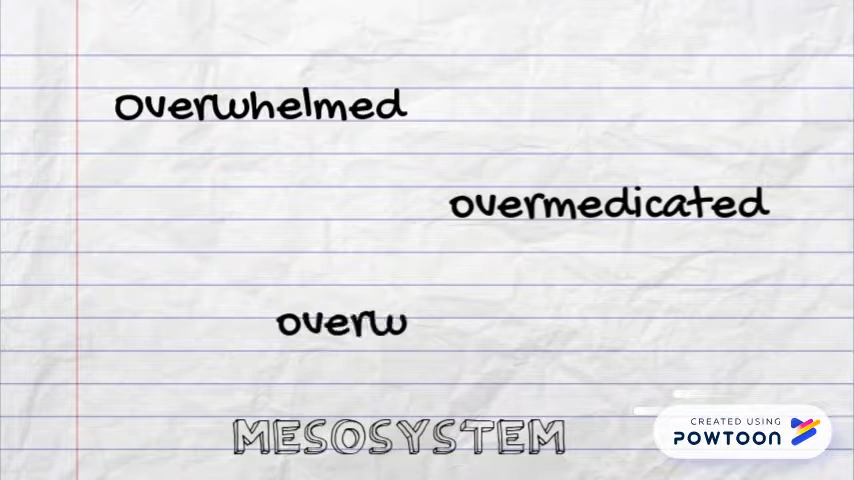 overwhelmed
overmedicated
overw
MESOSYSTEM
CREATED USING
POWTOON